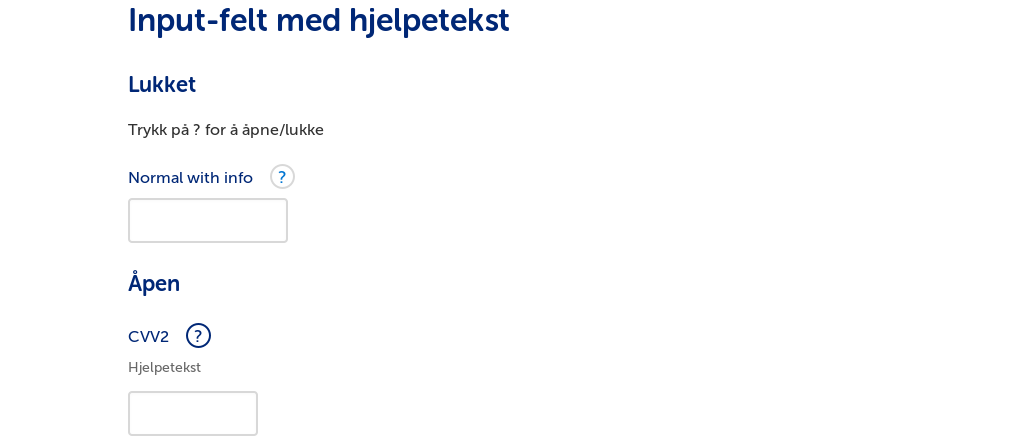 Input-felt med hjelpetekst
Lukket
Trykk på ? for å åpne/lukke
Normal with info ?
Åpen
CVV2 ?
Hjelpetekst